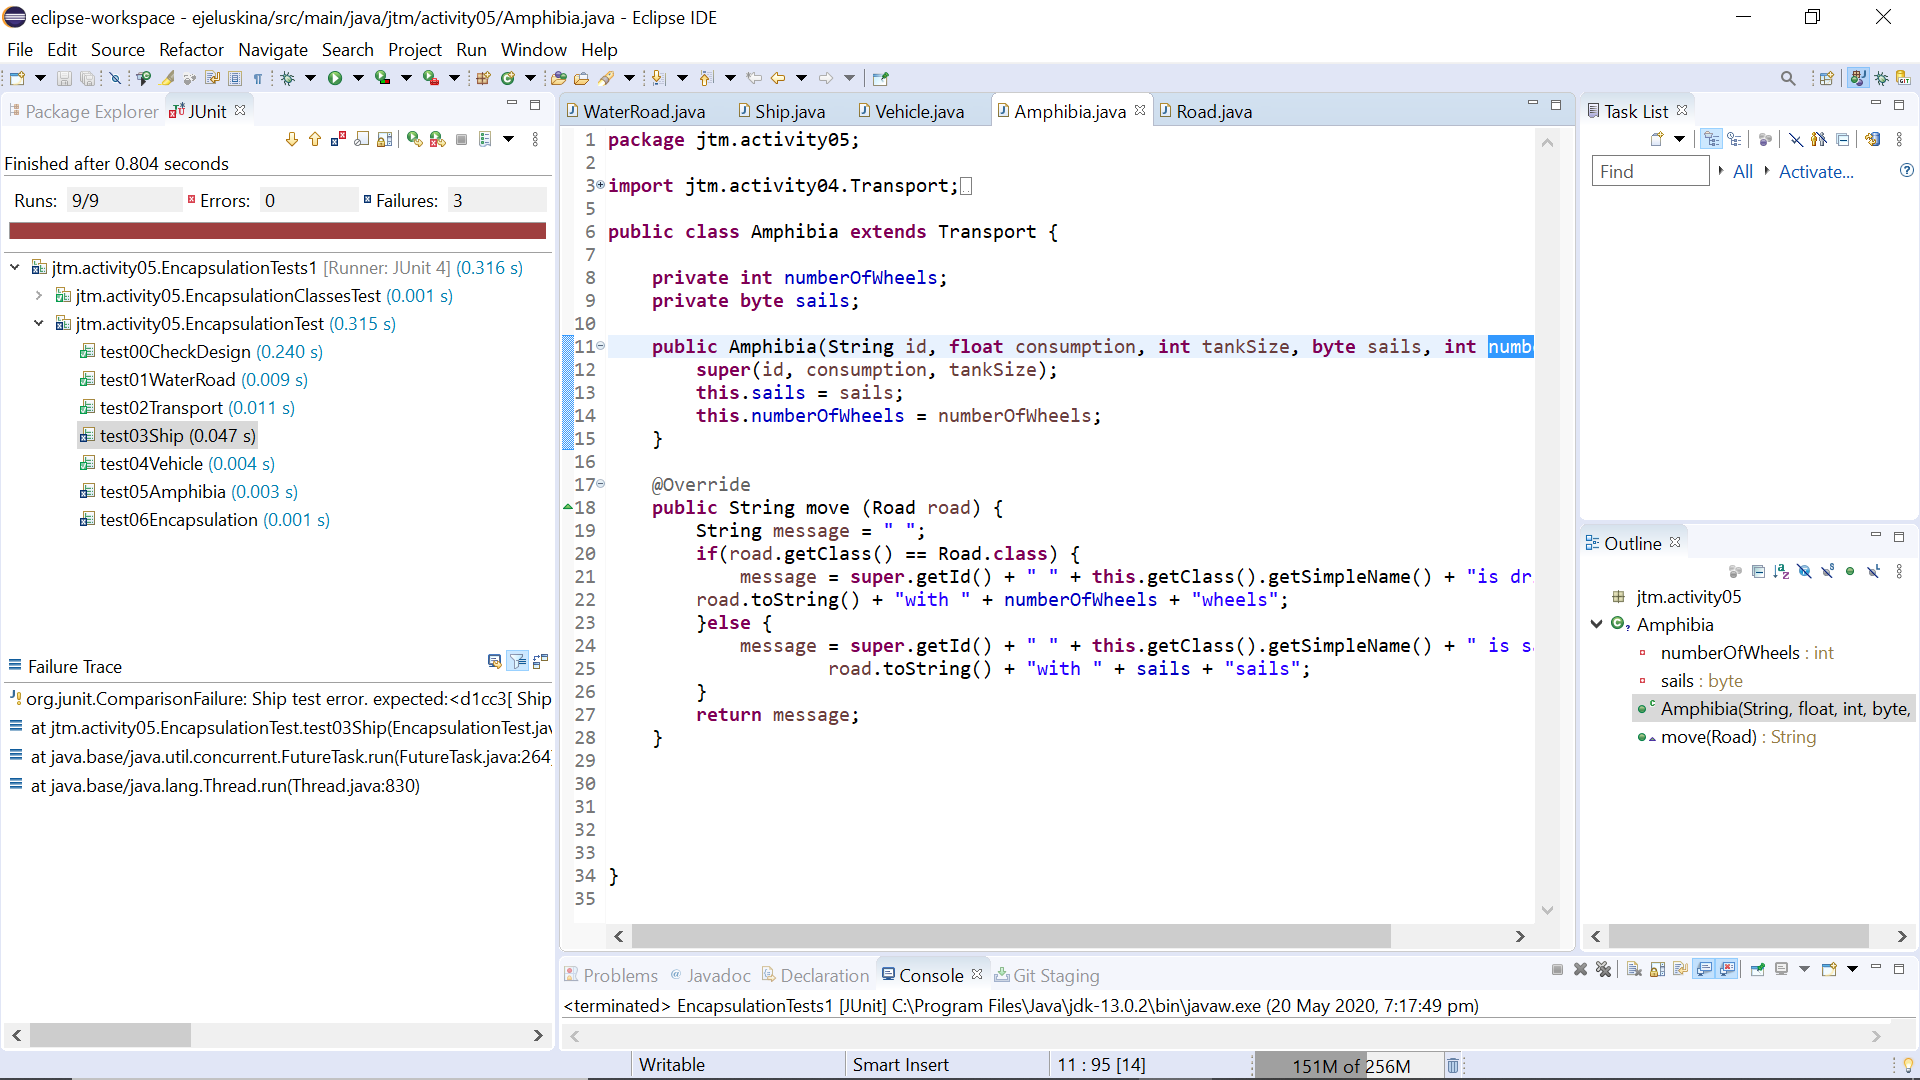 eclipse-workspace - ejeluskina/src/main/java/jtm/activity05/Amphibia.java - Eclipse IDE
File Edit Source Refactor Navigate Search Project Run Window Help
Package Explorer JUnit
Finished after 0.804 seconds
Runs: 9/9 Errors: 0 Failures: 3
jtm.activity05.EncapsulationTests1 [Runner: JUnit 4] (0.316 s)
jtm.activity05.EncapsulationClassesTest (0.001 s)
jtm.activity05.EncapsulationTest (0.315 s)
test00CheckDesign (0.240 s)
test01WaterRoad (0.009 s)
test02Transport (0.011 s)
test03Ship (0.047 s)
test04Vehicle (0.004 s)
test05Amphibia (0.003 s)
test06Encapsulation (0.001 s)
Failure Trace
org.junit.ComparisonFailure: Ship test error. expected:<d1cc3[ Ship
at jtm.activity05.EncapsulationTest.test03Ship(EncapsulationTest.jav
at java.base/java.util.concurrent.FutureTask.run(FutureTask.java:264
at java.base/java.lang.Thread.run(Thread.java:830)
WaterRoad.java Ship.java Vehicle.java Amphibia.java Road.java
1 package jtm.activity05;
2
3 import jtm.activity04.Transport;
5
6 public class Amphibia extends Transport {
7
8 private int numberOfWheels;
9 private byte sails;
10
11 public Amphibia(String id, float consumption, int tankSize, byte sails, int numb
12 super(id, consumption, tankSize);
13 this.sails = sails;
14 this.numberOfWheels = numberOfWheels;
15 }
16
17 @Override
18 public String move (Road road) {
19 String message = " ";
20 if(road.getClass() == Road.class) {
21 message = super.getId() + " " + this.getClass().getSimpleName() + "is dr
22 road.toString() + "with " + numberOfWheels + "wheels";
23 }else {
24 message = super.getId() + " " + this.getClass().getSimpleName() + " is s
25 road.toString() + "with " + sails + "sails";
26 }
27 return message;
28 }
29
30
31
32
33
34 }
35
Problems Javadoc Declaration Console Git Staging
<terminated> EncapsulationTests1 [JUnit] C:\Program Files\Java\jdk-13.0.2\bin\javaw.exe (20 May 2020, 7:17:49 pm)
Task List
Find All Activate...
Outline
jtm.activity05
Amphibia
numberOfWheels : int
sails : byte
Amphibia(String, float, int, byte,
move(Road) : String
Writable Smart Insert 11 : 95 [14] 151M of 256M